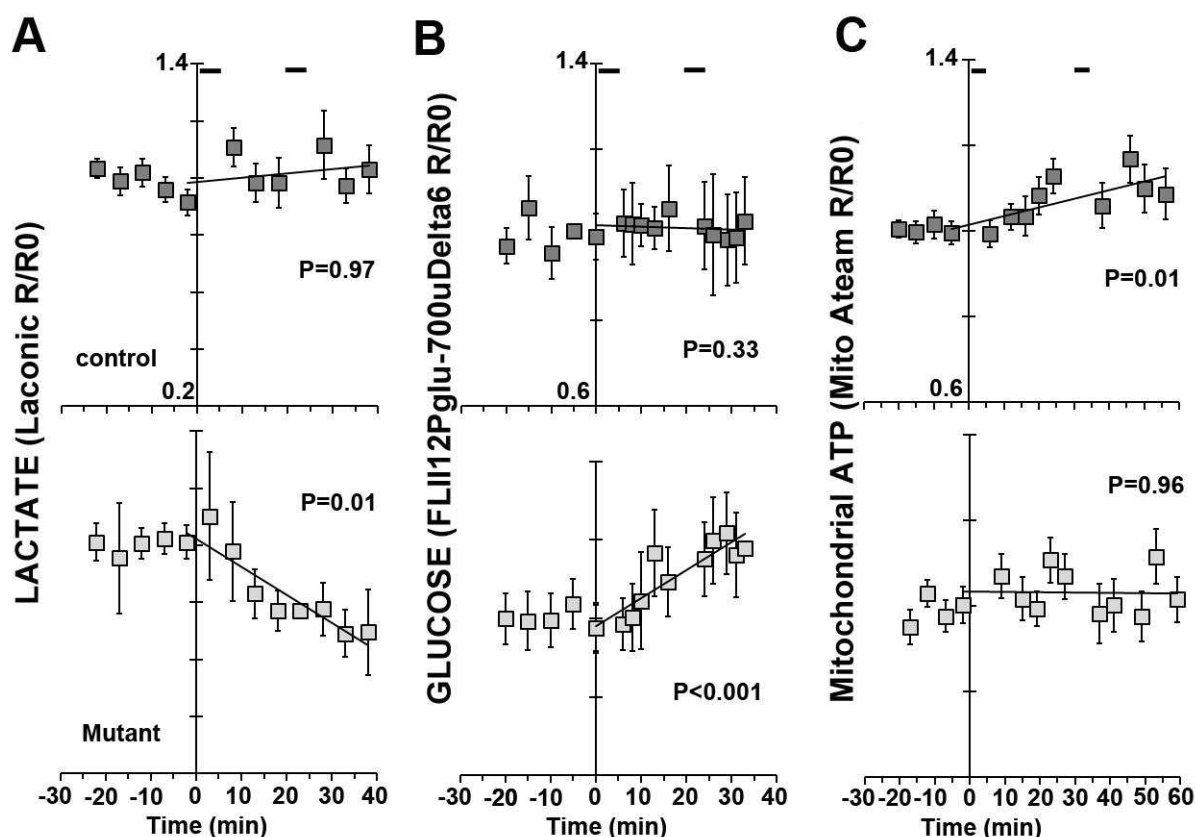 A
B
C
LACTATE (Laconic R/R0)
1.4
P=0.97
control
0.2
P=0.01
Mutant
-30 -20 -10 0 10 20 30 40
Time (min)
GLUCOSE (FLII12Pglu-700uDelta6 R/R0)
1.4
P=0.33
0.6
P<0.001
-30 -20 -10 0 10 20 30 40
Time (min)
Mitochondrial ATP (Mito Ateam R/R0)
1.4
P=0.01
0.6
P=0.96
-30 -20 -10 0 10 20 30 40 50 60
Time (min)